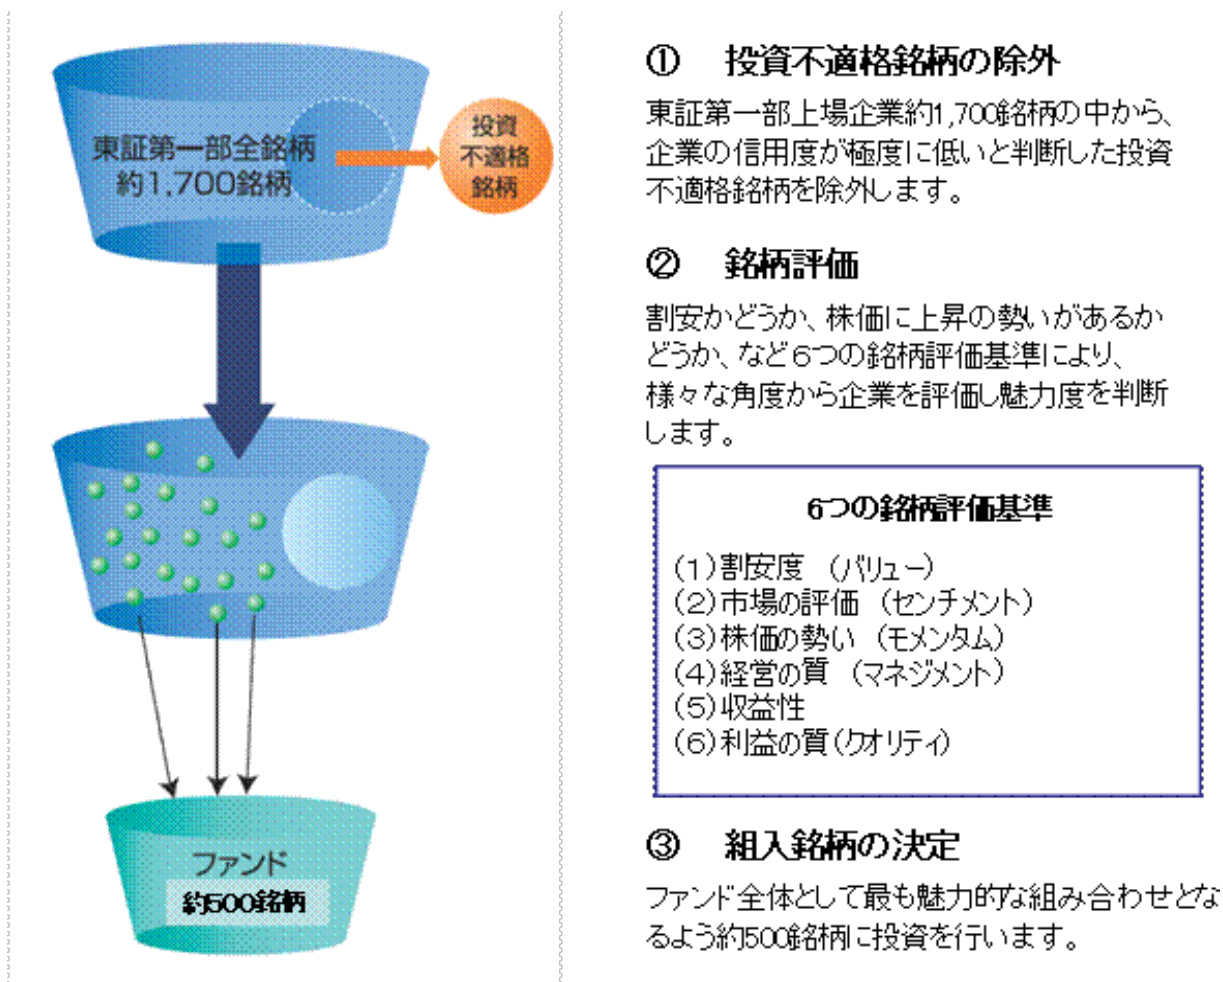 東証第一部全銘柄
約1,700銘柄
投資
不適格
銘柄
ファンド
約500銘柄
① 投資不適格銘柄の除外
東証第一部上場企業約1,700銘柄の中から、
企業の信用度が極度に低いと判断した投資
不適格銘柄を除外します。
② 銘柄評価
割安かどうか、株価に上昇の勢いがあるか
どうか、など6つの銘柄評価基準により、
様々な角度から企業を評価し魅力度を判断
します。
6つの銘柄評価基準
(1)割安度 (バリュー)
(2)市場の評価 (センチメント)
(3)株価の勢い (モメンタム)
(4)経営の質 (マネジメント)
(5)収益性
(6)利益の質(クオリティ)
③ 組入銘柄の決定
ファンド全体として最も魅力的な組み合わせとな
るよう約500銘柄に投資を行います。